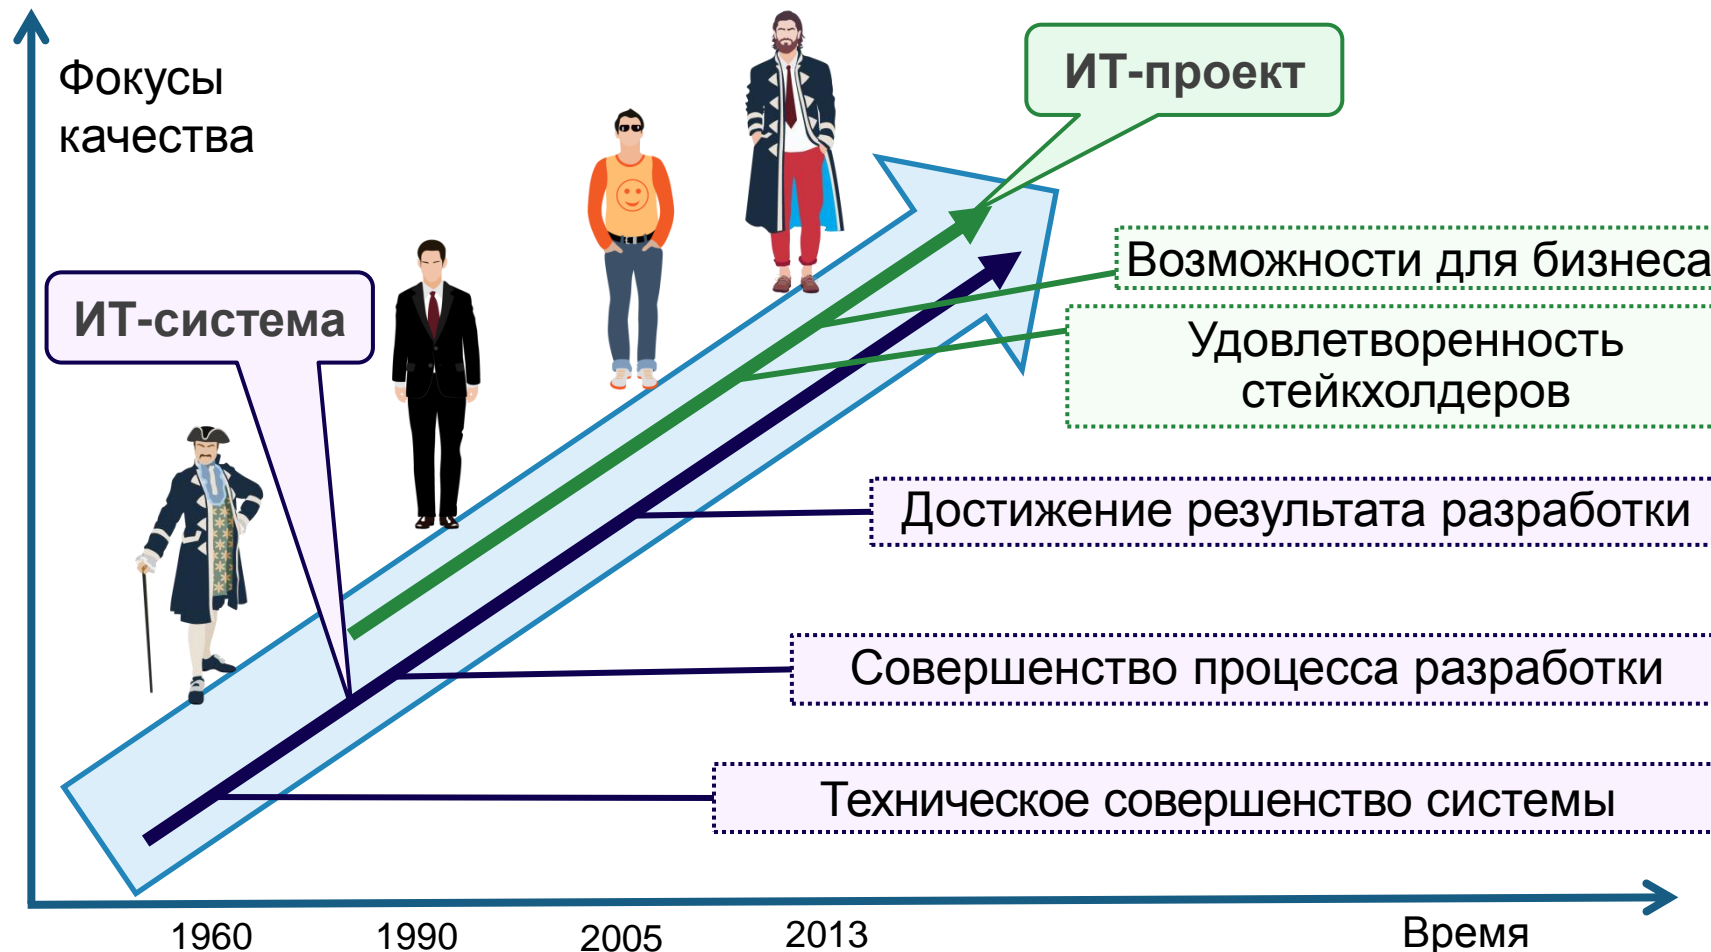 Фокусы
качества
ИТ-проект
ИТ-система
Возможности для бизнеса
Удовлетворенность
стейкхолдеров
Достижение результата разработки
Совершенство процесса разработки
Техническое совершенство системы
1960
1990
2005
2013
Время